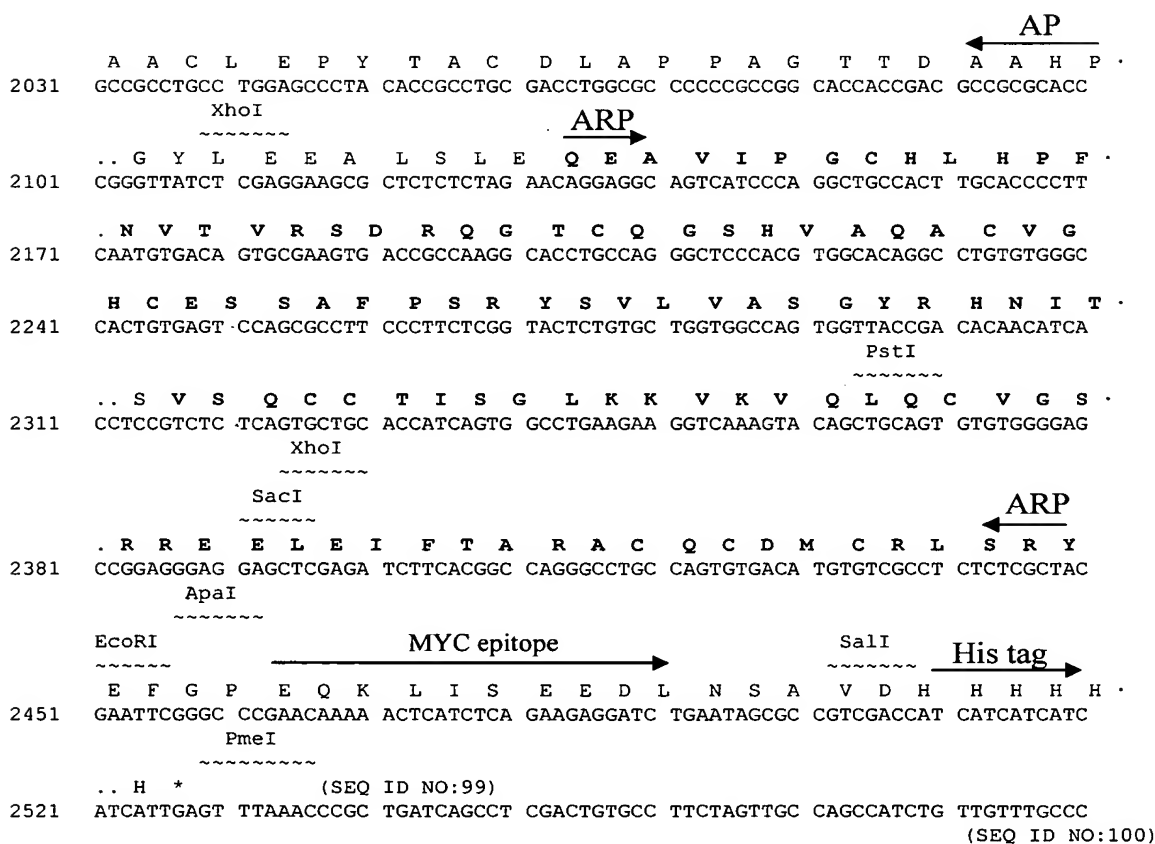 AP
A A C L E P Y T A C D L A P P A G T T D A A H P ·
2031 GCCGCCTGCC TGGAGCCCTA CACCGCCTGC GACCTGGCGC CCCCCGCCGG CACCACCGAC GCCGCGCACC
XhoI
~~~~~~~
ARP
.. G Y L E E A L S L E Q E A V I P G C H L H P F ·
2101 CGGGTTATCT CGAGGAAGCG CTCTCTCTAG AACAGGAGGC AGTCATCCCA GGCTGCCACT TGCACCCCTT
. N V T V R S D R Q G T C Q G S H V A Q A C V G
2171 CAATGTGACA GTGCGAAGTG ACCGCCAAGG CACCTGCCAG GGCTCCCACG TGGCACAGGC CTGTGTGGGC
H C E S S A F P S R Y S V L V A S G Y R H N I T ·
2241 CACTGTGAGT CCAGCGCCTT CCCTTCTCGG TACTCTGTGC TGGTGGCCAG TGGTTACCGA CACAACATCA
PstI
~~~~~~~
.. S V S Q C C T I S G L K K V K V Q L Q C V G S ·
2311 CCTCCGTCTC TCAGTGCTGC ACCATCAGTG GCCTGAAGAA GGTCAAAGTA CAGCTGCAGT GTGTGGGGAG
XhoI
~~~~~~~
SacI
~~~~~~
ARP
. R R E E L E I F T A R A C Q C D M C R L S R Y
2381 CCGGAGGGAG GAGCTCGAGA TCTTCACGGC CAGGGCCTGC CAGTGTGACA TGTGTCGCCT CTCTCGCTAC
ApaI
~~~~~~~
EcoRI MYC epitope SalI His tag
~~~~~~ ~~~~~~~
E F G P E Q K L I S E E D L N S A V D H H H H H ·
2451 GAATTCGGGC CCGAACAAAA ACTCATCTCA GAAGAGGATC TGAATAGCGC CGTCGACCAT CATCATCATC
PmeI
~~~~~~~~~
.. H * (SEQ ID NO:99)
2521 ATCATTGAGT TTAAACCCGC TGATCAGCCT CGACTGTGCC TTCTAGTTGC CAGCCATCTG TTGTTTGCCC
(SEQ ID NO:100)